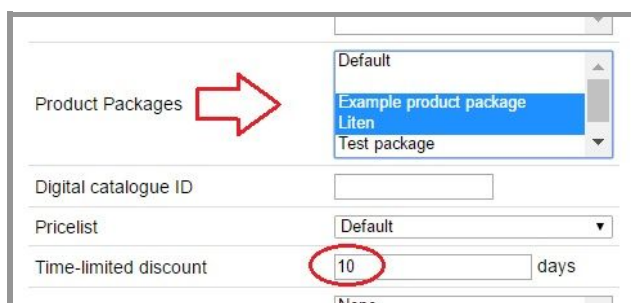 Default
Product Packages
Example product package
Liten
Test package
Digital catalogue ID
Pricelist
Default
Time-limited discount
10
days